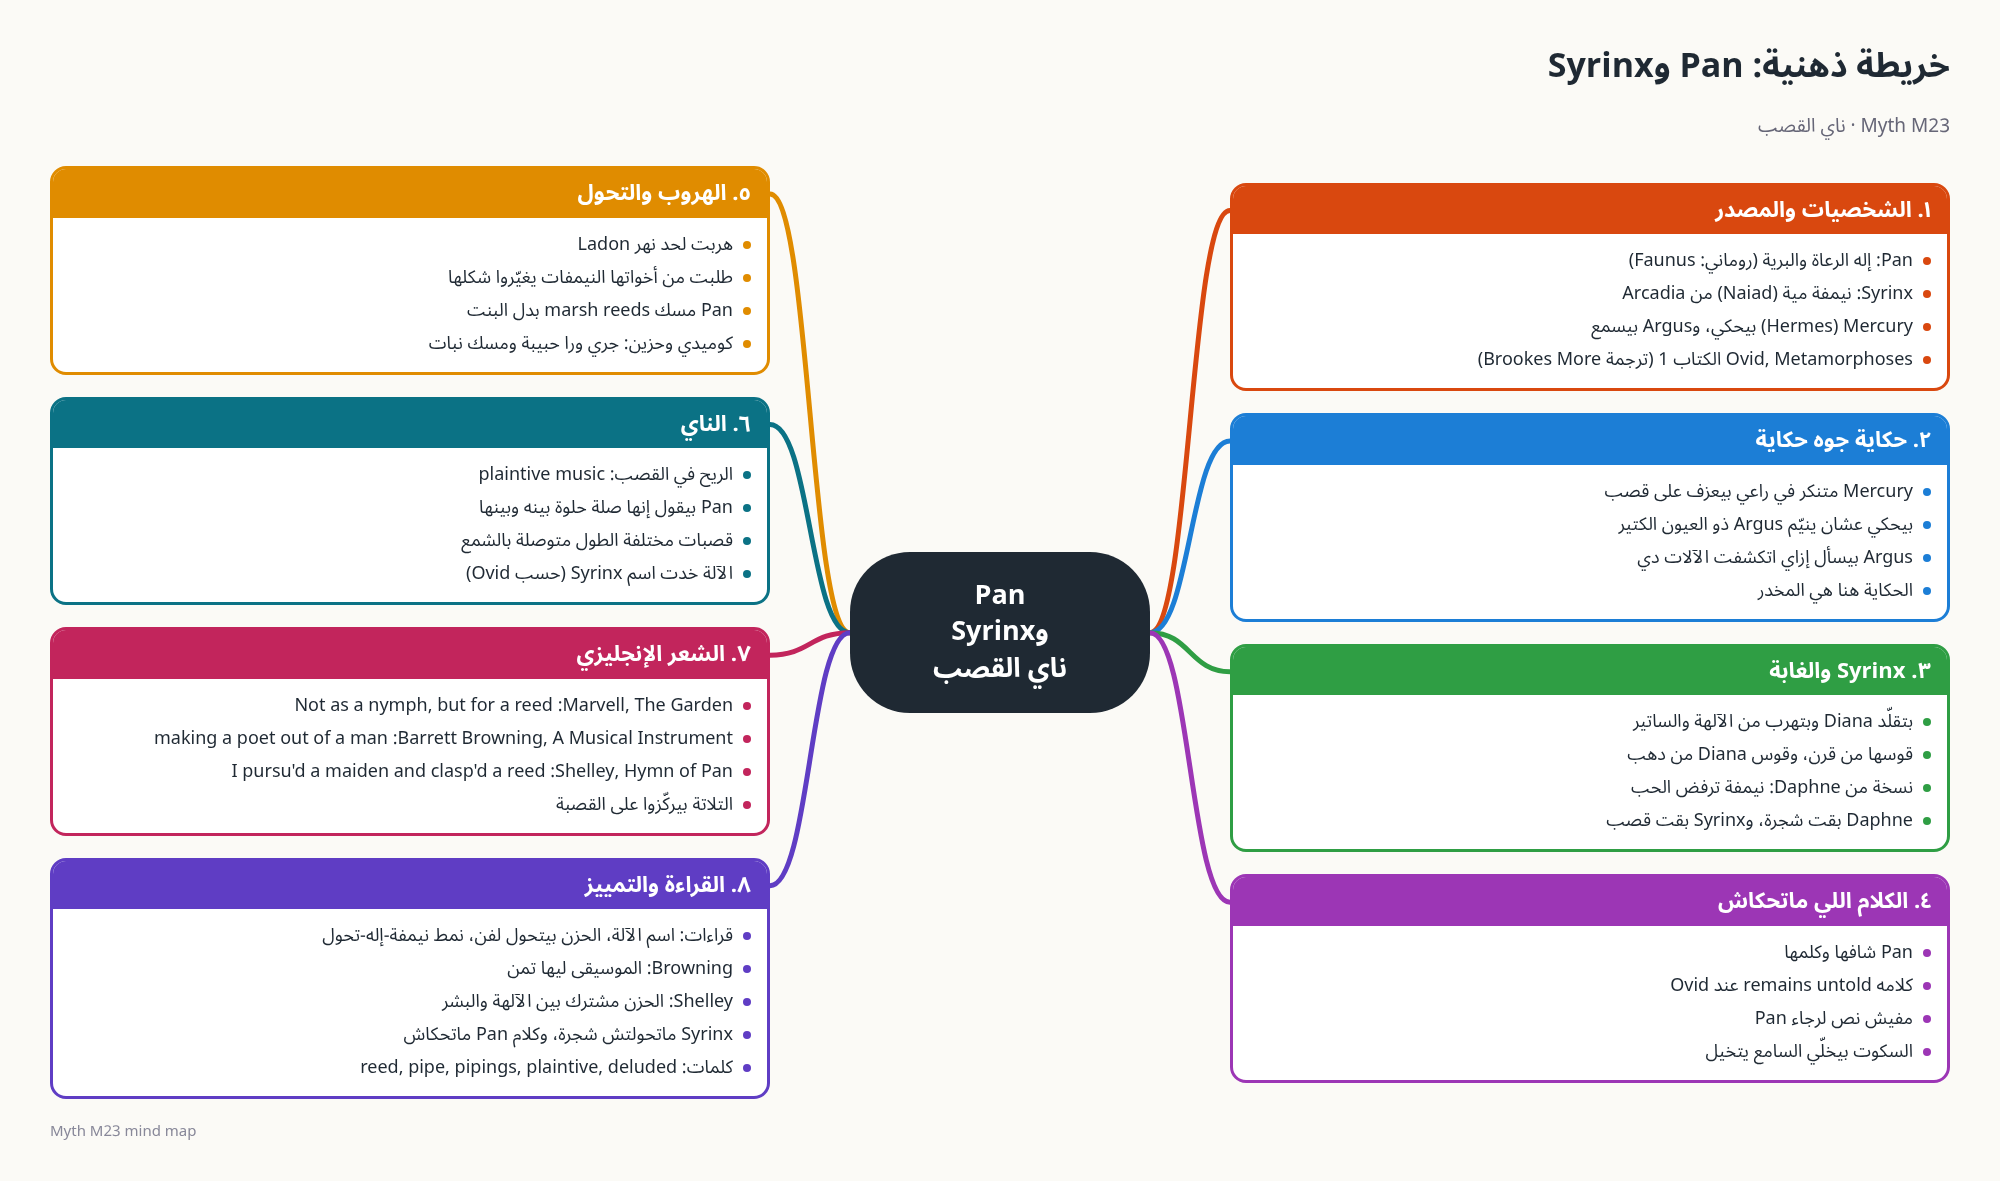 خريطة ذهنية: Pan وSyrinx
Myth M23 · ناي القصب
١. الشخصيات والمصدر
Pan: إله الرعاة والبرية (روماني: Faunus)
Syrinx: نيمفة مية (Naiad) من Arcadia
Mercury (Hermes) بيحكي، وArgus بيسمع
Ovid, Metamorphoses الكتاب 1 (ترجمة Brookes More)
٢. حكاية جوه حكاية
Mercury متنكر في راعي بيعزف على قصب
بيحكي عشان ينيّم Argus ذو العيون الكتير
Argus بيسأل إزاي اتكشفت الآلات دي
الحكاية هنا هي المخدر
٣. Syrinx والغابة
بتقلّد Diana وبتهرب من الآلهة والساتير
قوسها من قرن، وقوس Diana من دهب
نسخة من Daphne: نيمفة ترفض الحب
Daphne بقت شجرة، وSyrinx بقت قصب
٤. الكلام اللي ماتحكاش
Pan شافها وكلمها
كلامه remains untold عند Ovid
مفيش نص لرجاء Pan
السكوت بيخلّي السامع يتخيل
Pan
وSyrinx
ناي القصب
٥. الهروب والتحول
هربت لحد نهر Ladon
طلبت من أخواتها النيمفات يغيّروا شكلها
Pan مسك marsh reeds بدل البنت
كوميدي وحزين: جري ورا حبيبة ومسك نبات
٦. الناي
الريح في القصب: plaintive music
Pan بيقول إنها صلة حلوة بينه وبينها
قصبات مختلفة الطول متوصلة بالشمع
الآلة خدت اسم Syrinx (حسب Ovid)
٧. الشعر الإنجليزي
Marvell, The Garden: Not as a nymph, but for a reed
Barrett Browning, A Musical Instrument: making a poet out of a man
Shelley, Hymn of Pan: I pursu'd a maiden and clasp'd a reed
التلاتة بيركّزوا على القصبة
٨. القراءة والتمييز
قراءات: اسم الآلة، الحزن بيتحول لفن، نمط نيمفة-إله-تحول
Browning: الموسيقى ليها تمن
Shelley: الحزن مشترك بين الآلهة والبشر
Syrinx ماتحولتش شجرة، وكلام Pan ماتحكاش
كلمات: reed, pipe, pipings, plaintive, deluded
Myth M23 mind map